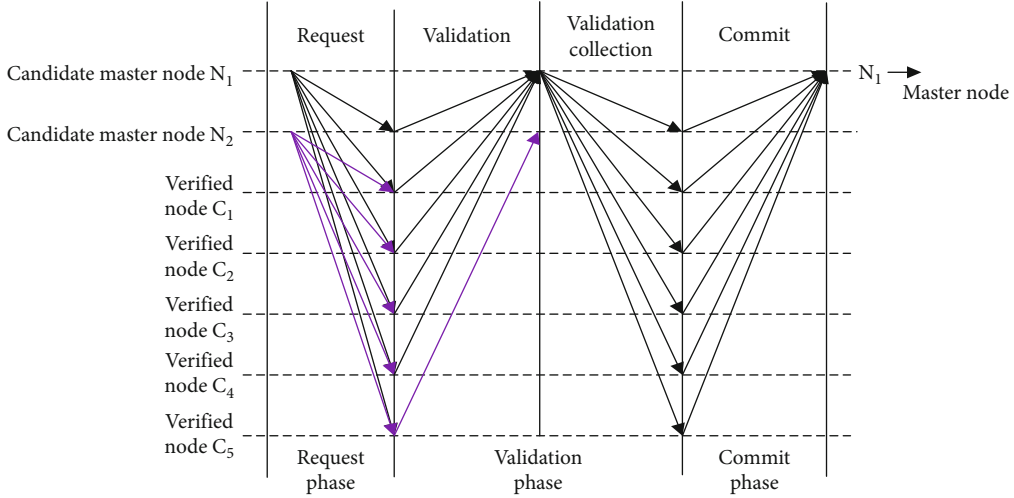 Request
Validation
Validation
collection
Commit
Candidate master node N₁
N₁
Master node
Candidate master node N₂
Verified
node C₁
Verified
node C₂
Verified
node C₃
Verified
node C₄
Verified
node C₅
Request
phase
Validation
phase
Commit
phase